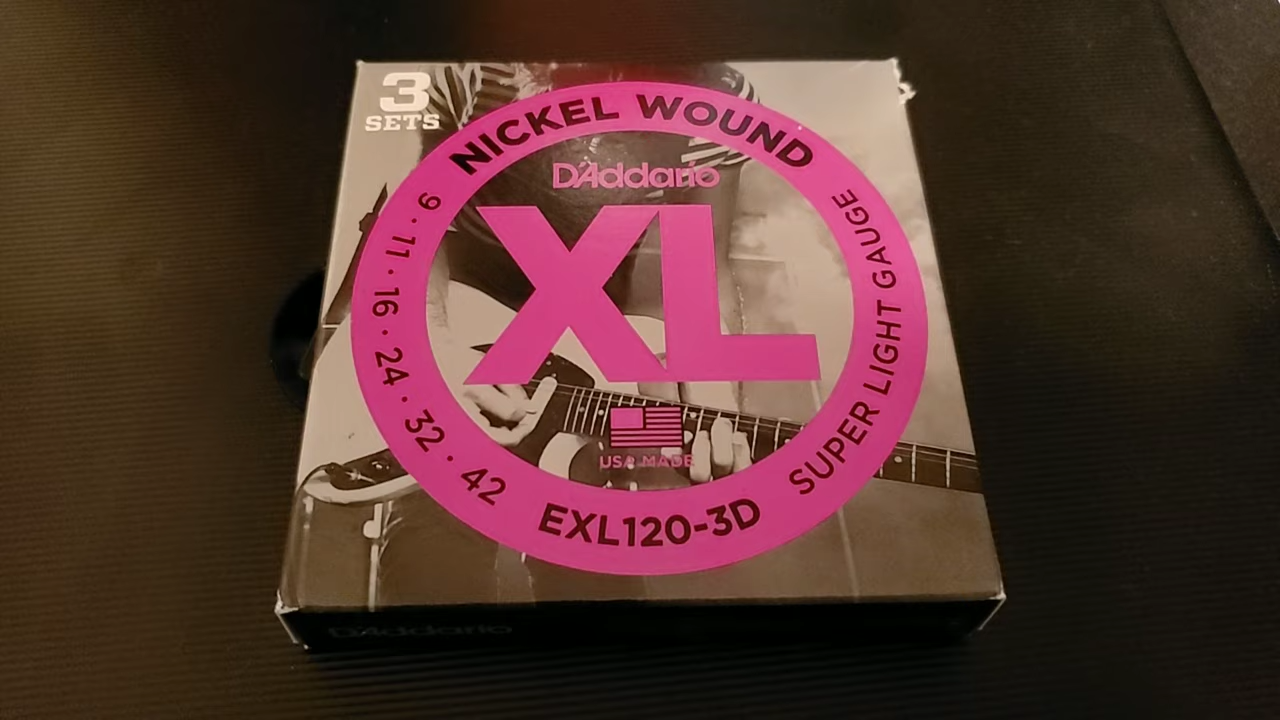 3
SETS
NICKEL WOUND
D'Addario
XL
USA MADE
9 · 11 · 16 · 24 · 32 · 42
EXL120-3D
SUPER LIGHT GAUGE
D'Addario